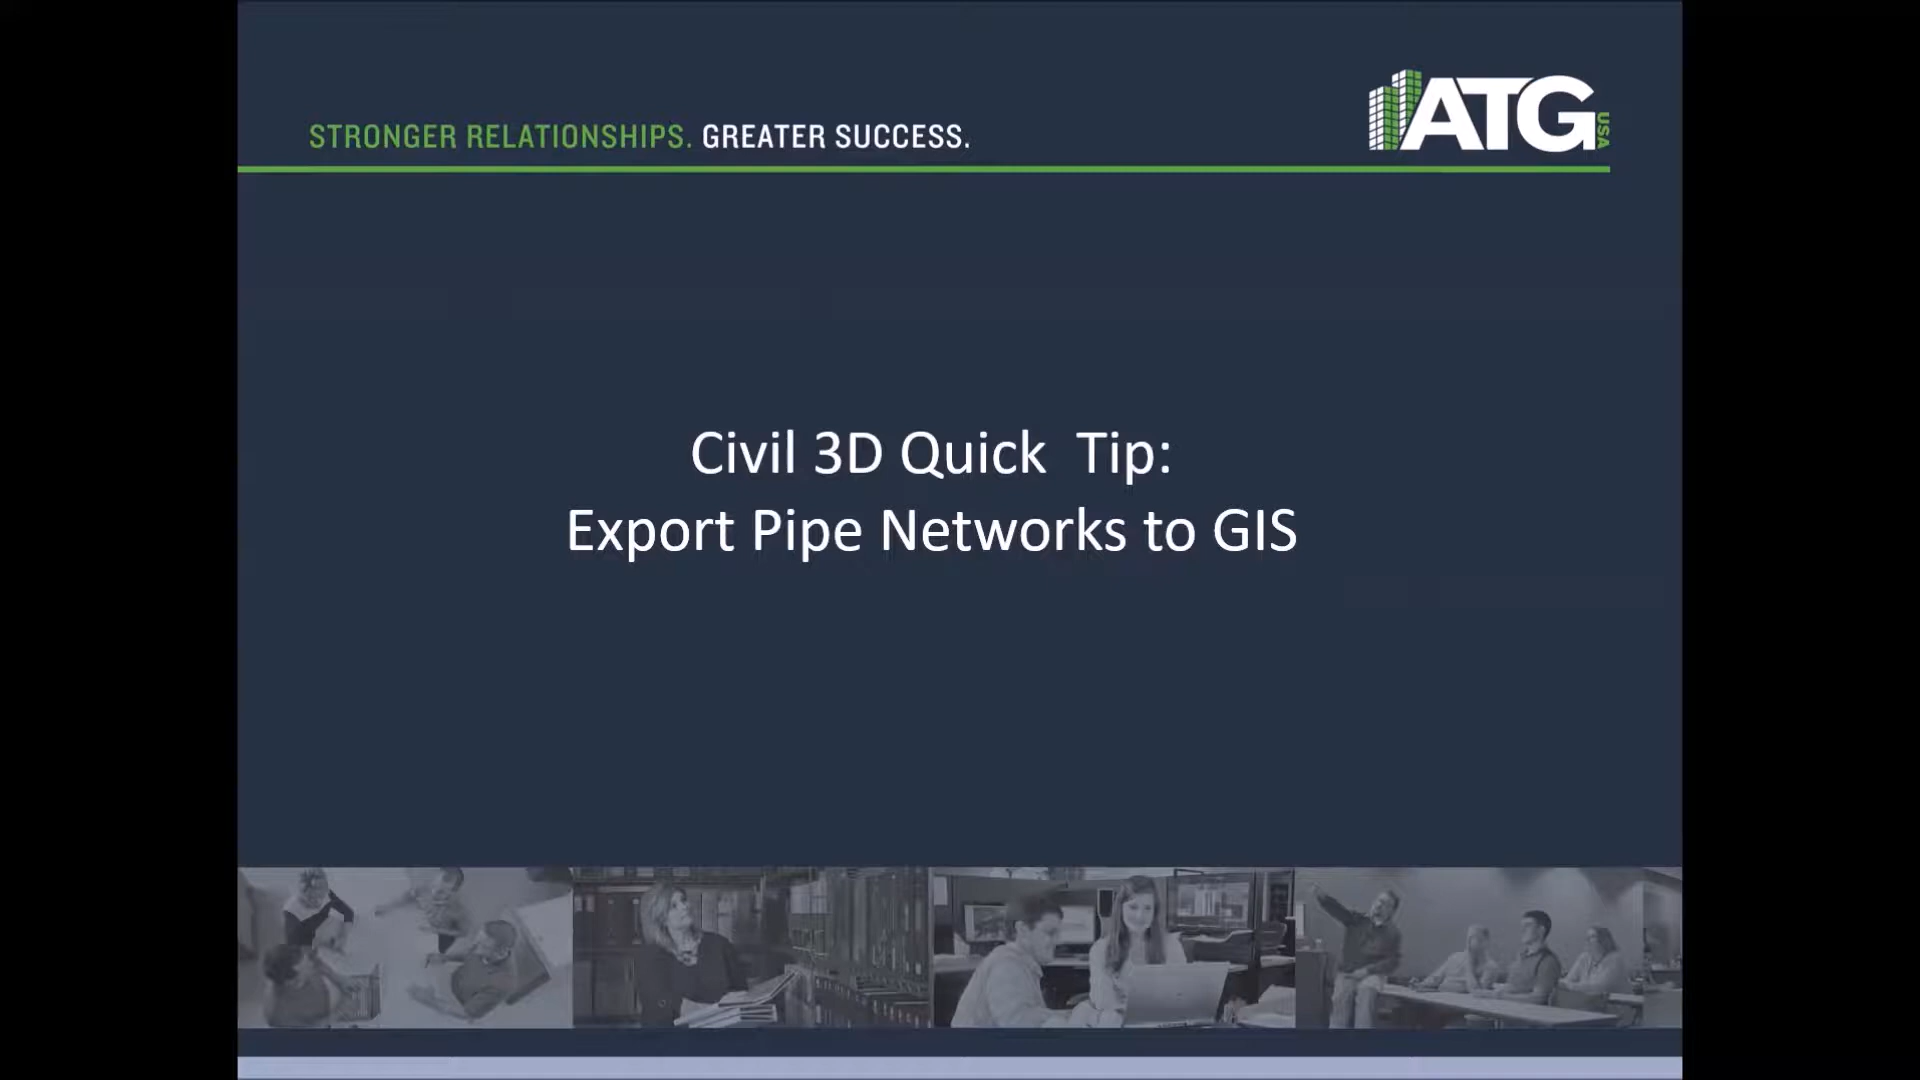 STRONGER RELATIONSHIPS. GREATER SUCCESS.
ATG USA
Civil 3D Quick  Tip:
Export Pipe Networks to GIS